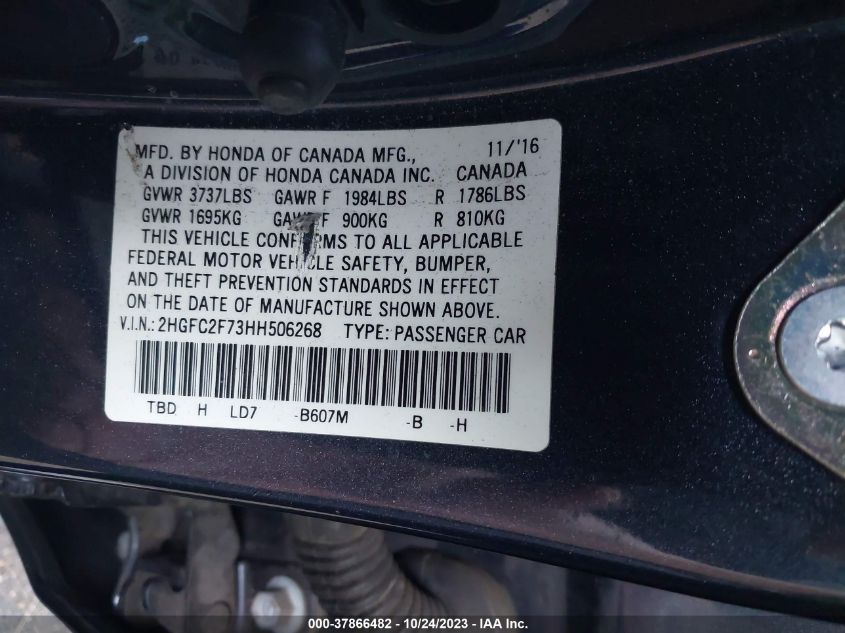 MFD. BY HONDA OF CANADA MFG., 11/'16
A DIVISION OF HONDA CANADA INC. CANADA
GVWR 3737LBS GAWR F 1984LBS R 1786LBS
GVWR 1695KG GAWR F 900KG R 810KG
THIS VEHICLE CONFORMS TO ALL APPLICABLE
FEDERAL MOTOR VEHICLE SAFETY, BUMPER,
AND THEFT PREVENTION STANDARDS IN EFFECT
ON THE DATE OF MANUFACTURE SHOWN ABOVE.
V.I.N.: 2HGFC2F73HH506268 TYPE: PASSENGER CAR
TBD H LD7 -B607M -B -H
000-37866482 - 10/24/2023 - IAA Inc.